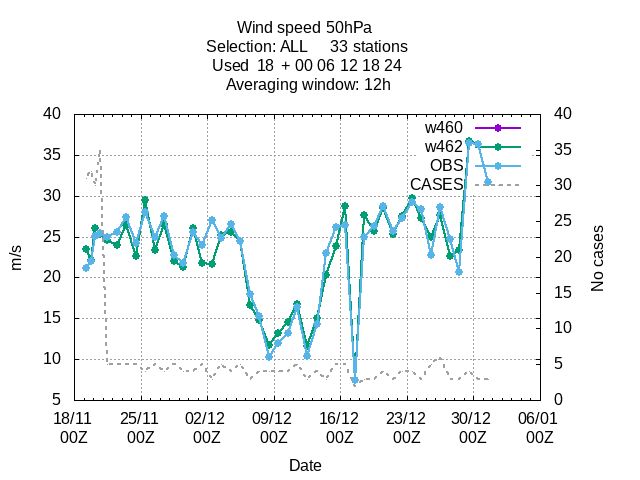 Wind speed 50hPa
Selection: ALL 33 stations
Used 18 + 00 06 12 18 24
Averaging window: 12h
40 40
w460
w462
OBS
CASES
35 35
30 30
25 25
20 20
15 15
10 10
5 5
0
m/s
No cases
18/11 25/11 02/12 09/12 16/12 23/12 30/12 06/01
00Z 00Z 00Z 00Z 00Z 00Z 00Z 00Z
Date